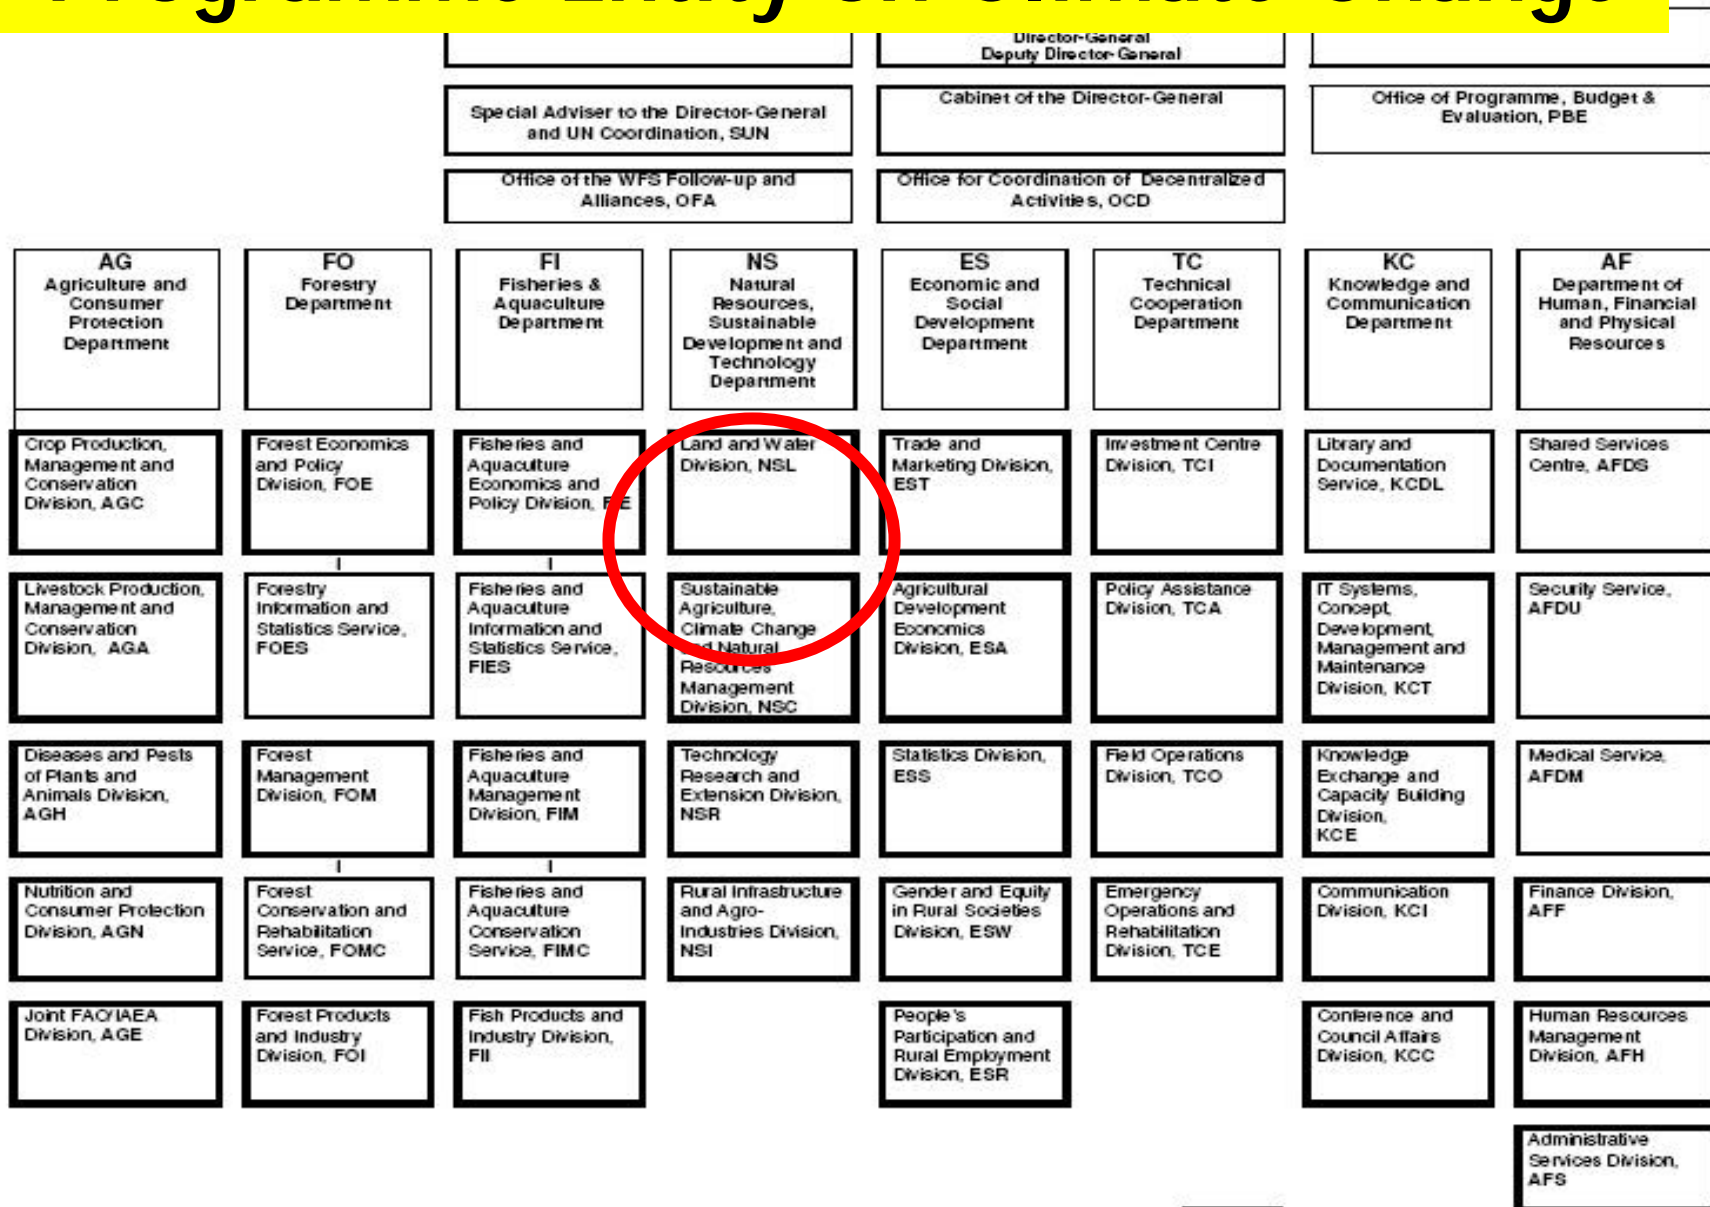 Programme Entity on Climate Change
Director-General
Deputy Director-General
Special Adviser to the Director-General
and UN Coordination, SUN
Cabinet of the Director-General
Office of Programme, Budget &
Evaluation, PBE
Office of the WFS Follow-up and
Alliances, OFA
Office for Coordination of Decentralized
Activities, OCD
AG
Agriculture and
Consumer
Protection
Department
FO
Forestry
Department
FI
Fisheries &
Aquaculture
Department
NS
Natural
Resources,
Sustainable
Development and
Technology
Department
ES
Economic and
Social
Development
Department
TC
Technical
Cooperation
Department
KC
Knowledge and
Communication
Department
AF
Department of
Human, Financial
and Physical
Resources
Crop Production,
Management and
Conservation
Division, AGC
Forest Economics
and Policy
Division, FOE
Fisheries and
Aquaculture
Economics and
Policy Division, FIE
Land and Water
Division, NSL
Trade and
Marketing Division,
EST
Investment Centre
Division, TCI
Library and
Documentation
Service, KCDL
Shared Services
Centre, AFDS
Livestock Production,
Management and
Conservation
Division, AGA
Forestry
Information and
Statistics Service,
FOES
Fisheries and
Aquaculture
Information and
Statistics Service,
FIES
Sustainable
Agriculture,
Climate Change
and Natural
Resources
Management
Division, NSC
Agricultural
Development
Economics
Division, ESA
Policy Assistance
Division, TCA
IT Systems,
Concept,
Development,
Management and
Maintenance
Division, KCT
Security Service,
AFDU
Diseases and Pests
of Plants and
Animals Division,
AGH
Forest
Management
Division, FOM
Fisheries and
Aquaculture
Management
Division, FIM
Technology
Research and
Extension Division,
NSR
Statistics Division,
ESS
Field Operations
Division, TCO
Knowledge
Exchange and
Capacity Building
Division,
KCE
Medical Service,
AFDM
Nutrition and
Consumer Protection
Division, AGN
Forest
Conservation and
Rehabilitation
Service, FOMC
Fisheries and
Aquaculture
Conservation
Service, FIMC
Rural Infrastructure
and Agro-
Industries Division,
NSI
Gender and Equity
in Rural Societies
Division, ESW
Emergency
Operations and
Rehabilitation
Division, TCE
Communication
Division, KCI
Finance Division,
AFF
Joint FAO/IAEA
Division, AGE
Forest Products
and Industry
Division, FOI
Fish Products and
Industry Division,
FII
People's
Participation and
Rural Employment
Division, ESR
Conference and
Council Affairs
Division, KCC
Human Resources
Management
Division, AFH
Administrative
Services Division,
AFS